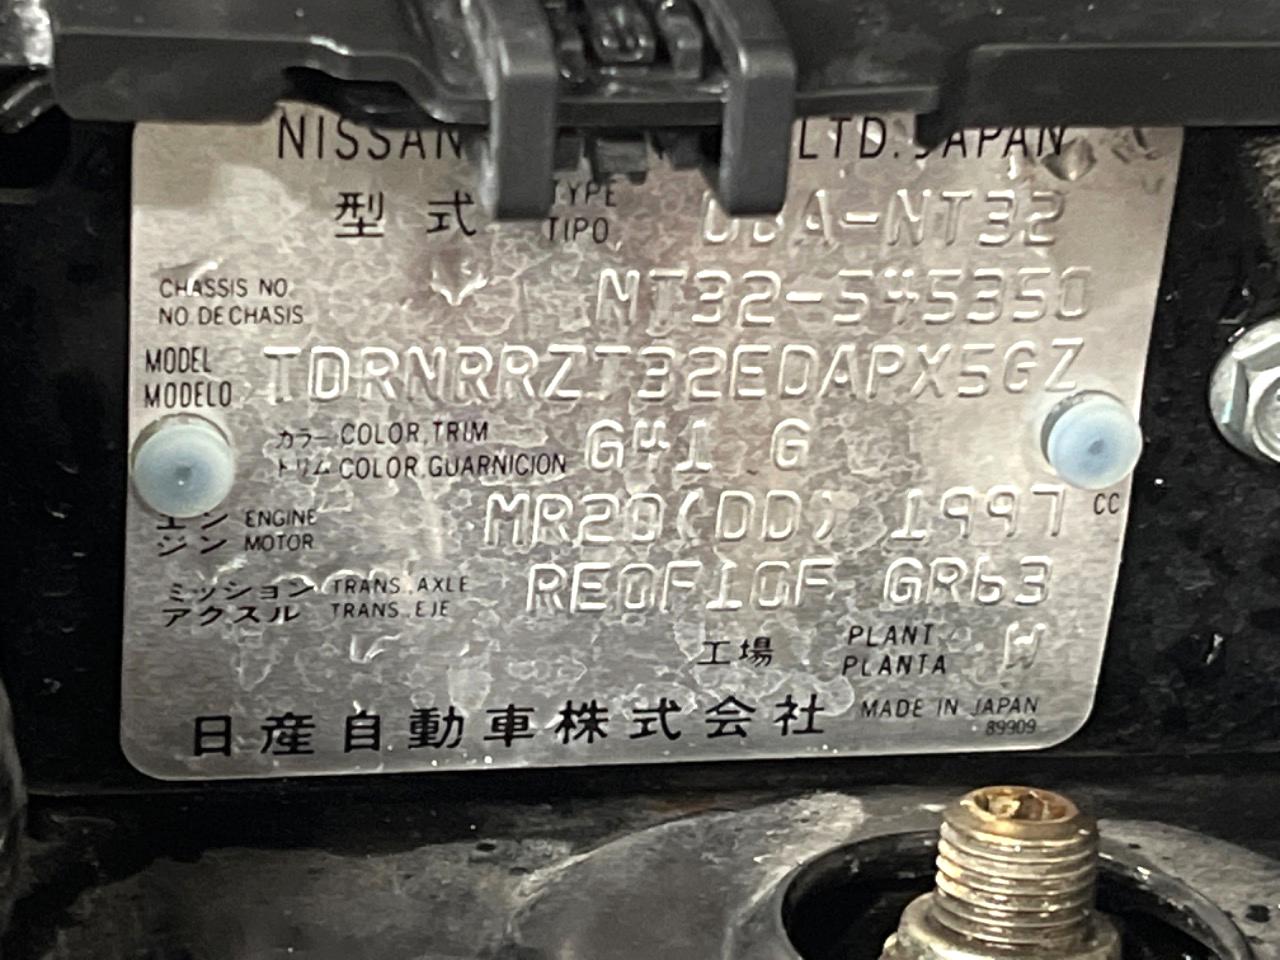 NISSAN LTD. JAPAN
型 式 TYPE TIPO DBA-NT32
CHASSIS NO. NO. DE CHASIS NT32-545350
MODEL MODELO TDRNRRZT32EDAPX5GZ
カラー COLOR, TRIM
トリム COLOR, GUARNICION G41 G
エン ENGINE
ジン MOTOR MR20(DD) 1997 CC
ミッション TRANS. AXLE
アクスル TRANS. EJE RE0F10F GR63
工場 PLANT PLANTA W
日産自動車株式会社 MADE IN JAPAN
89909